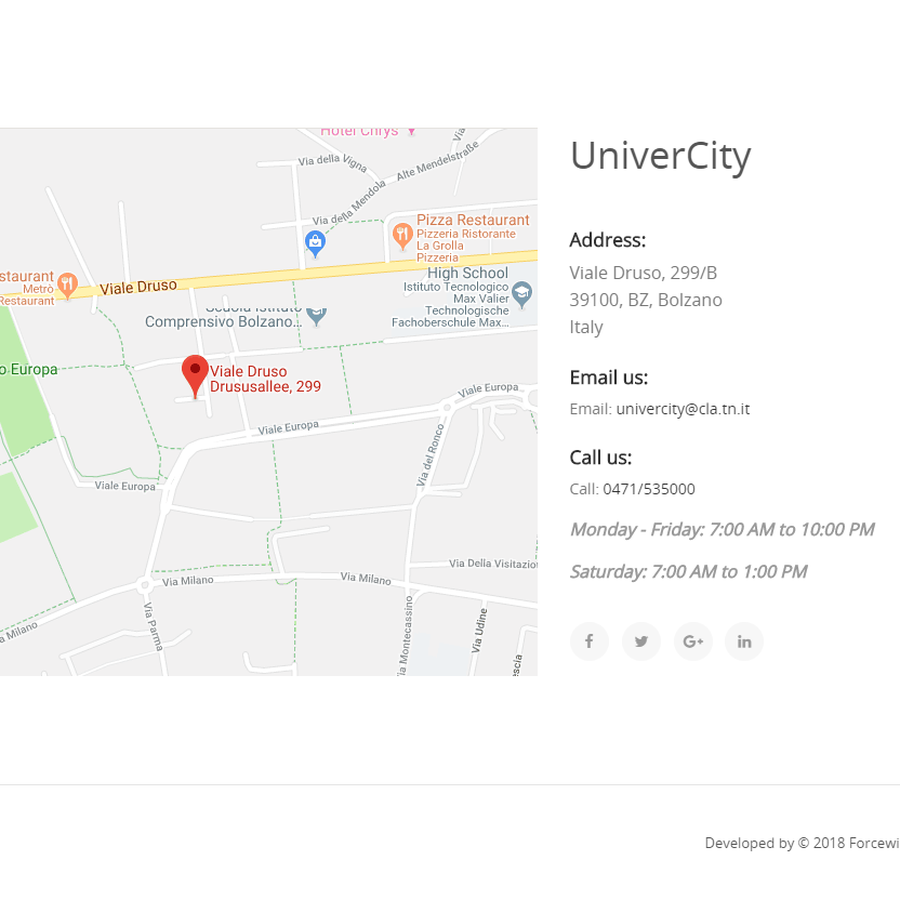 Hotel Chrys
Via
Via della Vigna
Alte Mendelstraße
Via della Mendola
Pizza Restaurant
Pizzeria Ristorante
La Grolla
Pizzeria
staurant
Metrò
Restaurant
Viale Druso
High School
Istituto Tecnologico
Max Valier
Technologische
Fachoberschule Max...
Scuola Istituto
Comprensivo Bolzano...
o Europa
Viale Druso
Drususallee, 299
Viale Europa
Viale Europa
Via del Ronco
Viale Europa
Via Della Visitazion
Via Milano
Via Milano
a Milano
Via Parma
Via Montecassino
Via Udine
escia
UniverCity
Address:
Viale Druso, 299/B
39100, BZ, Bolzano
Italy
Email us:
Email: univercity@cla.tn.it
Call us:
Call: 0471/535000
Monday - Friday: 7:00 AM to 10:00 PM
Saturday: 7:00 AM to 1:00 PM
Developed by © 2018 Forcewi